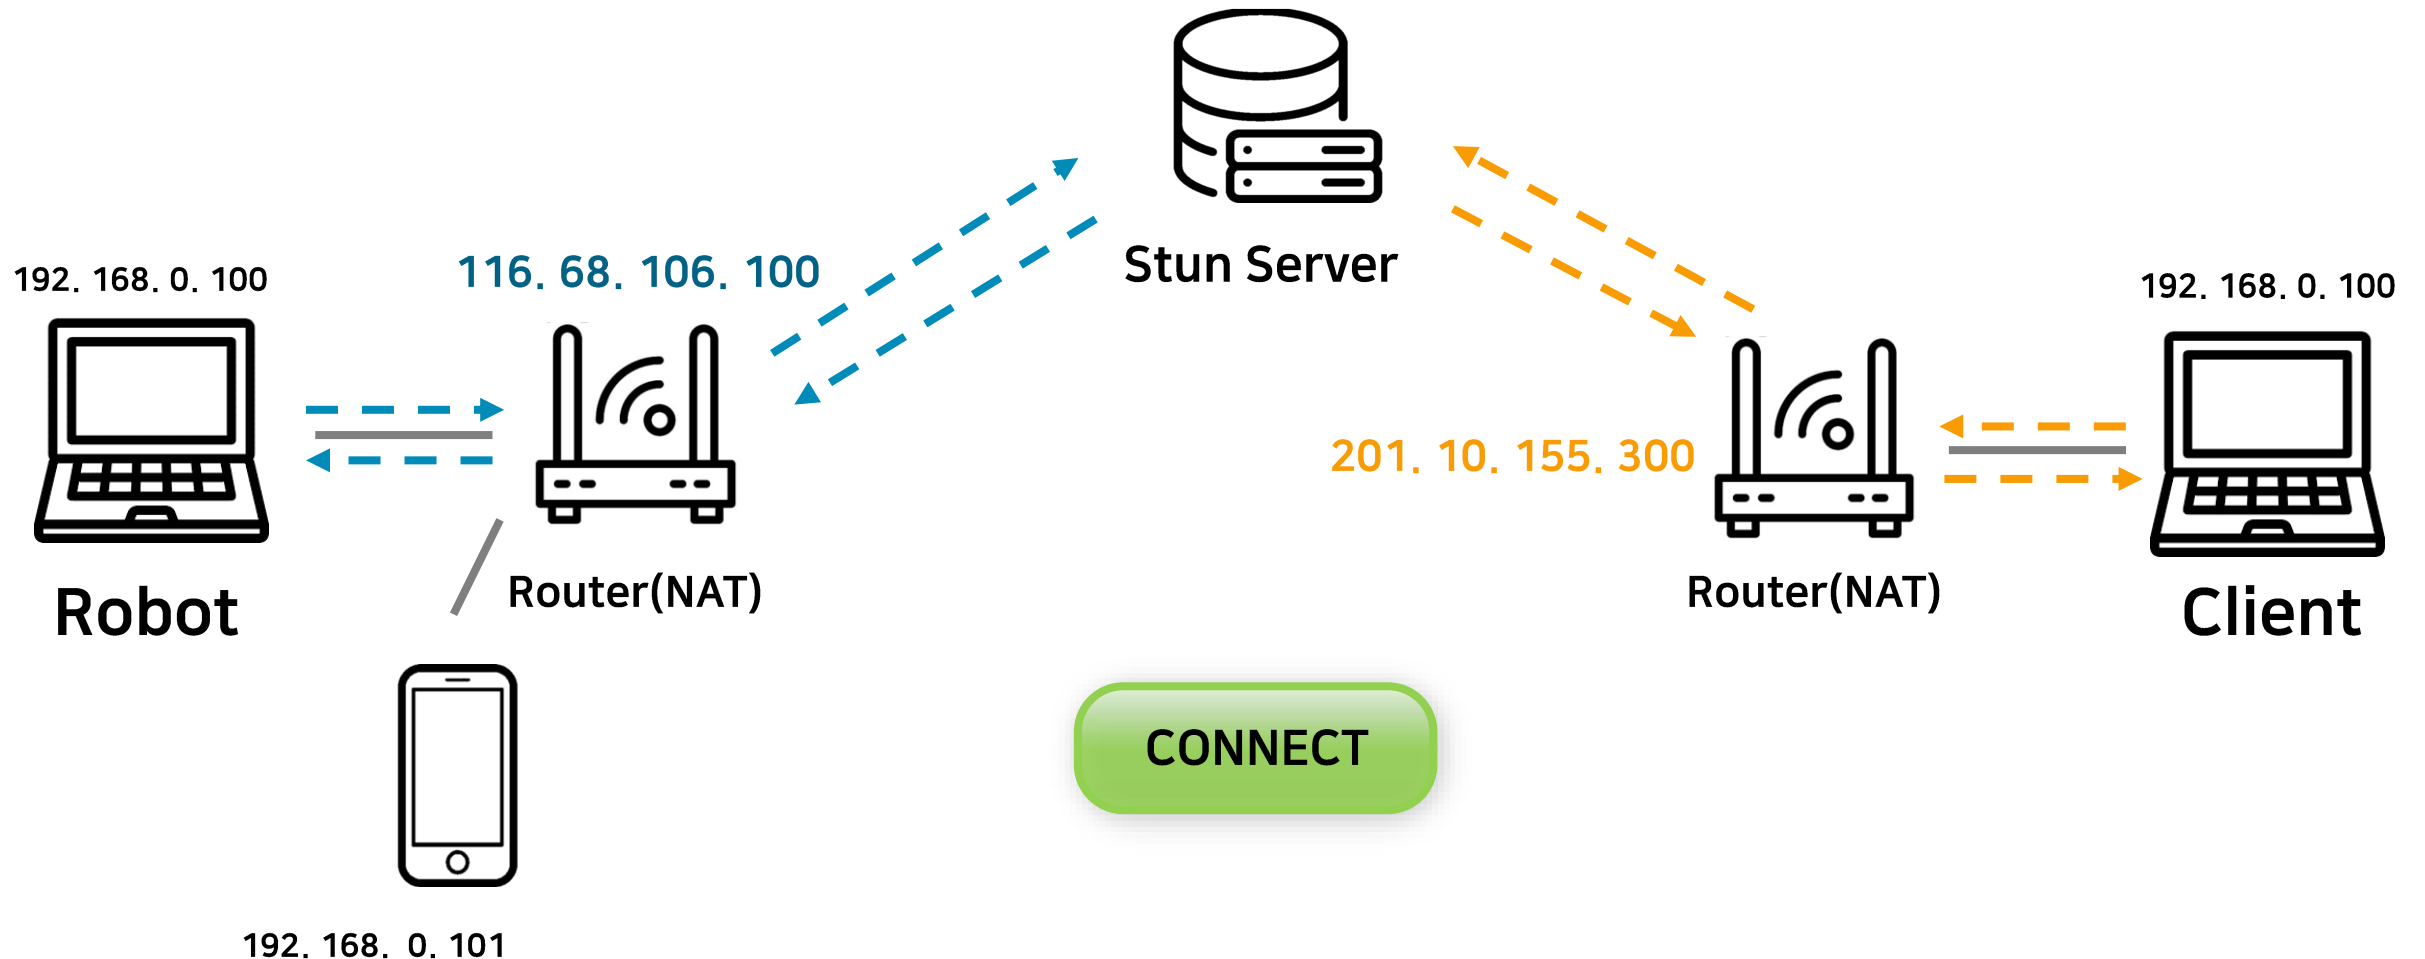 Stun Server
192. 168. 0. 100
116. 68. 106. 100
192. 168. 0. 100
201. 10. 155. 300
Robot
Router(NAT)
Router(NAT)
Client
CONNECT
192. 168. 0. 101